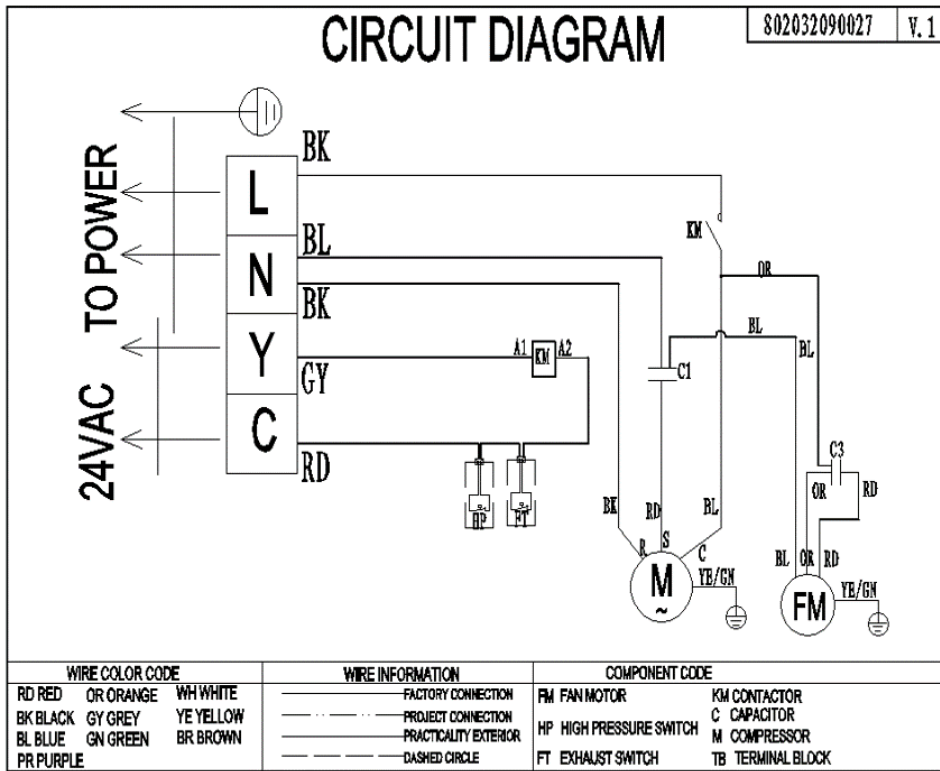 CIRCUIT DIAGRAM
802032090027 V.1
TO POWER
24VAC
L
N
Y
C
BK
BL
BK
GY
RD
KM
OR
BL
BL
A1 KM A2
C1
C3
OR RD
HP FT
BK RD BL
R S C
M
~
YE/GN
BL OR RD
FM
YE/GN
WIRE COLOR CODE
RD RED OR ORANGE WH WHITE
BK BLACK GY GREY YE YELLOW
BL BLUE GN GREEN BR BROWN
PR PURPLE
WIRE INFORMATION
FACTORY CONNECTION
PROJECT CONNECTION
PRACTICALITY EXTERIOR
DASHED CIRCLE
COMPONENT CODE
FM FAN MOTOR KM CONTACTOR
C CAPACITOR
HP HIGH PRESSURE SWITCH
M COMPRESSOR
FT EXHAUST SWITCH TB TERMINAL BLOCK